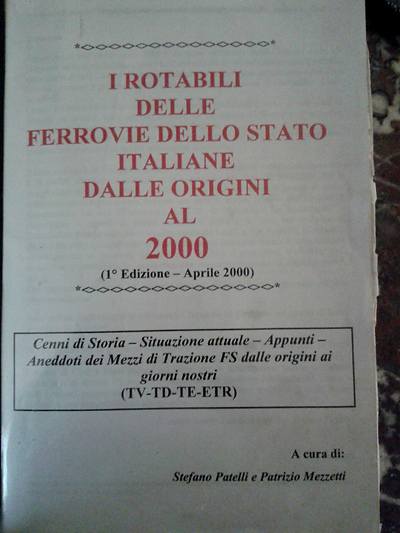 *<><><><><><><><><><><><><><>*
I ROTABILI
DELLE
FERROVIE DELLO STATO
ITALIANE
DALLE ORIGINI
AL
2000
(1° Edizione – Aprile 2000)
*<><><><><><><><><><><><><><>*
Cenni di Storia – Situazione attuale – Appunti –
Aneddoti dei Mezzi di Trazione FS dalle origini ai
giorni nostri
(TV-TD-TE-ETR)
A cura di:
Stefano Patelli e Patrizio Mezzetti